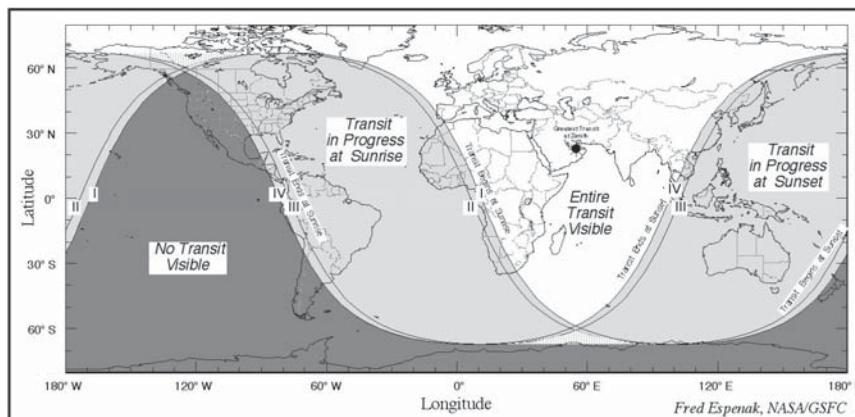 60° N
30° N
0°
30° S
60° S
Latitude
Transit
in Progress
at Sunrise
Greatest Transit
at Zenith
Transit
in Progress
at Sunset
Entire
Transit
Visible
No Transit
Visible
II
I
IV
III
Transit Ends at Sunrise
I
II
Transit Begins at Sunrise
IV
III
Transit Ends at Sunset
Transit Begins at Sunset
180° W
120° W
60° W
0°
60° E
120° E
180° E
Longitude
Fred Espenak, NASA/GSFC